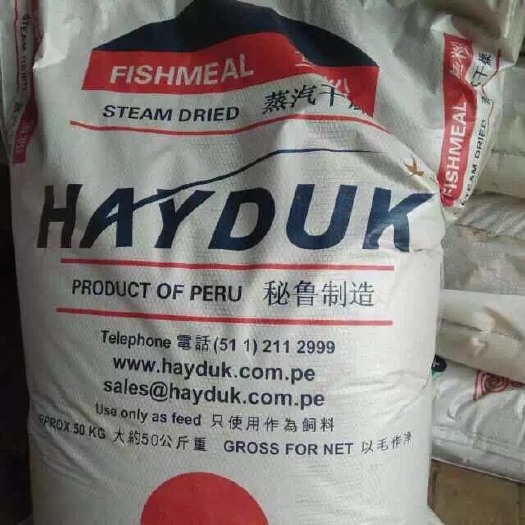 FISHMEAL
STEAM DRIED 蒸汽干燥
HAYDUK
PRODUCT OF PERU 秘鲁制造
Telephone 電話 (51 1) 211 2999
www.hayduk.com.pe
sales@hayduk.com.pe
Use only as feed 只使用作為飼料
APPROX 50 KG 大約50公斤重 GROSS FOR NET 以毛作净
FISHMEAL
STEAM DRIED